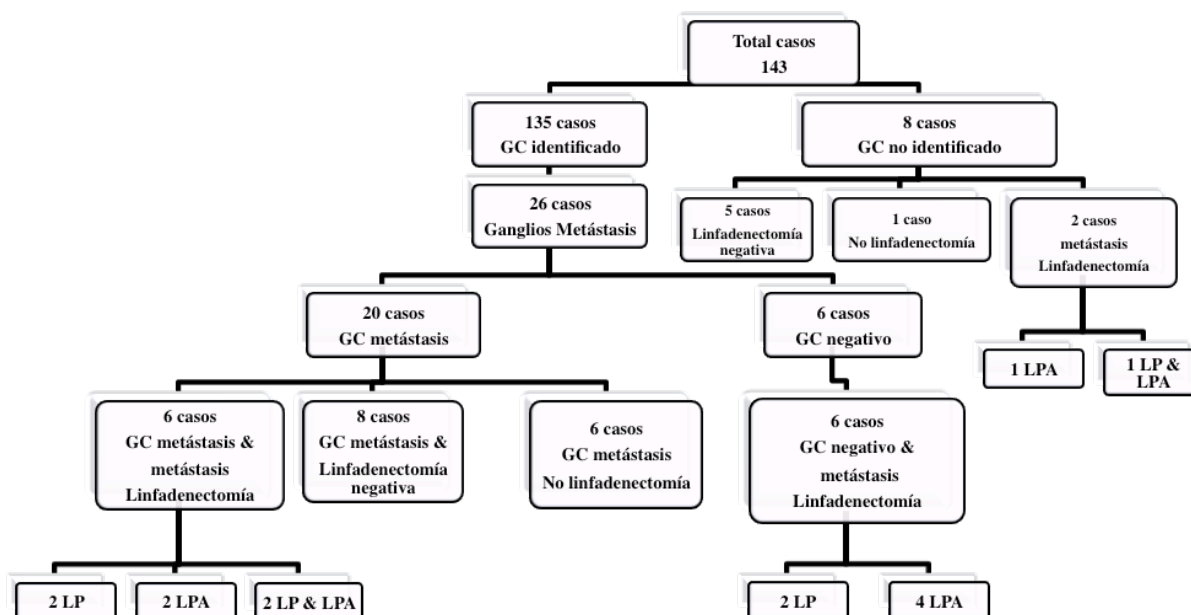 Total casos
143
135 casos
GC identificado
8 casos
GC no identificado
26 casos
Ganglios Metástasis
5 casos
Linfadenectomía
negativa
1 caso
No linfadenectomía
2 casos
metástasis
Linfadenectomía
20 casos
GC metástasis
6 casos
GC negativo
1 LPA
1 LP &
LPA
6 casos
GC metástasis &
metástasis
Linfadenectomía
8 casos
GC metástasis &
Linfadenectomía
negativa
6 casos
GC metástasis
No linfadenectomía
6 casos
GC negativo &
metástasis
Linfadenectomía
2 LP
2 LPA
2 LP & LPA
2 LP
4 LPA